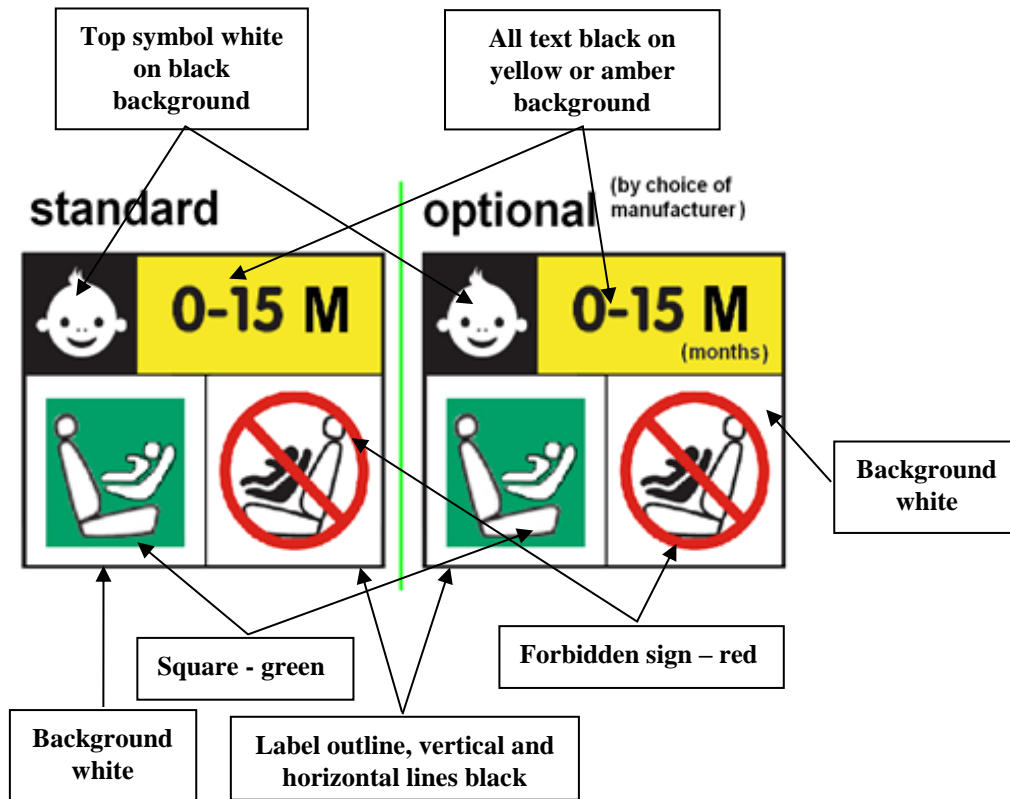 Top symbol white
on black
background
All text black on
yellow or amber
background
standard
optional
(by choice of
manufacturer)
0-15 M
0-15 M
(months)
Background
white
Square - green
Forbidden sign – red
Background
white
Label outline, vertical and
horizontal lines black